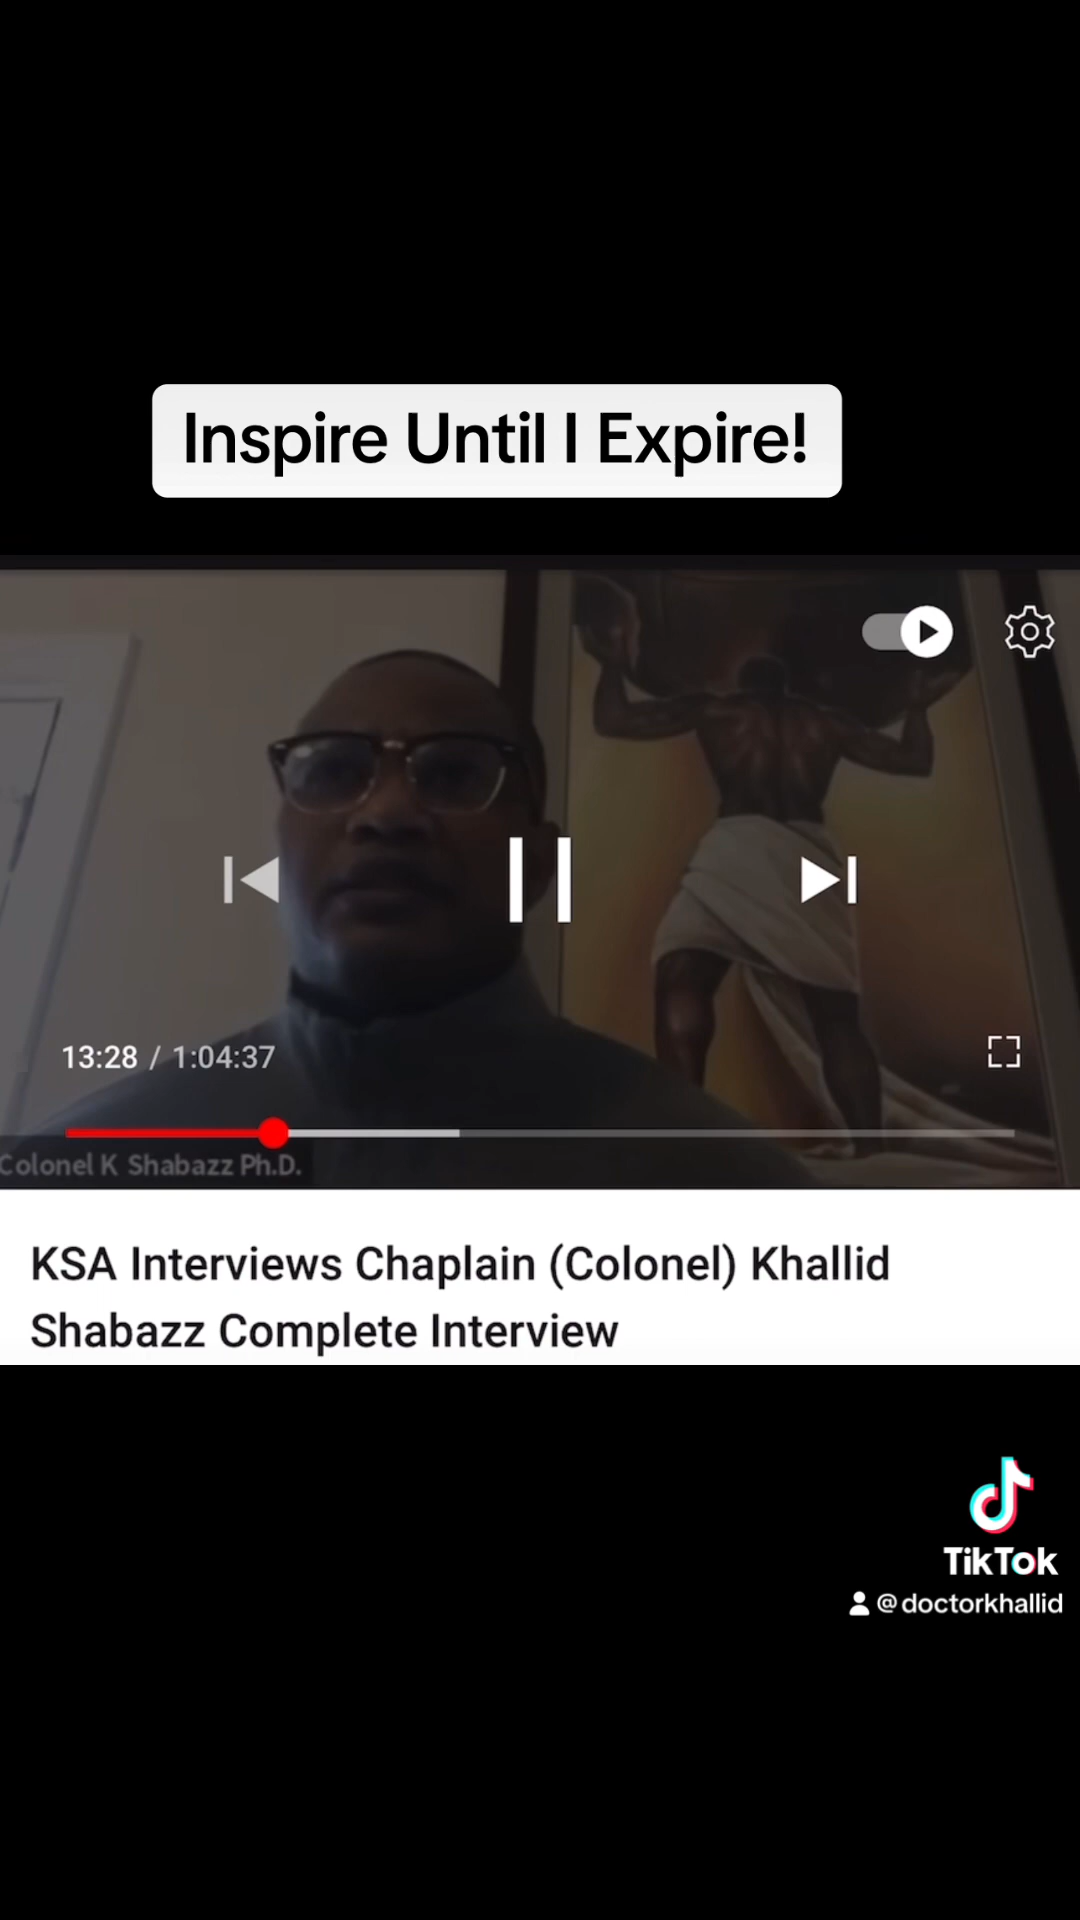 Inspire Until I Expire!
13:28 / 1:04:37
Colonel K Shabazz Ph.D.
KSA Interviews Chaplain (Colonel) Khallid
Shabazz Complete Interview
TikTok
@doctorkhallid